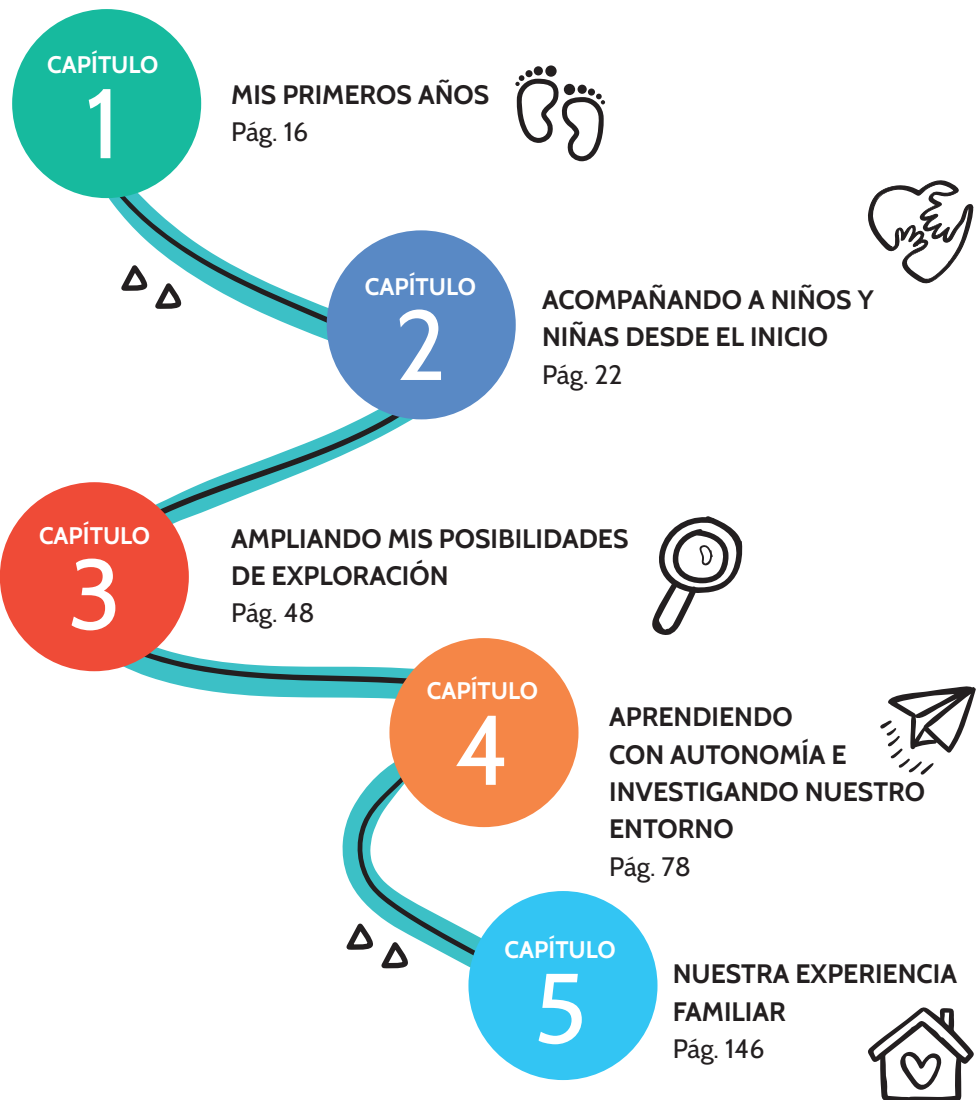 CAPÍTULO
1
MIS PRIMEROS AÑOS
Pág. 16
CAPÍTULO
2
ACOMPAÑANDO A NIÑOS Y
NIÑAS DESDE EL INICIO
Pág. 22
CAPÍTULO
3
AMPLIANDO MIS POSIBILIDADES
DE EXPLORACIÓN
Pág. 48
CAPÍTULO
4
APRENDIENDO
CON AUTONOMÍA E
INVESTIGANDO NUESTRO
ENTORNO
Pág. 78
CAPÍTULO
5
NUESTRA EXPERIENCIA
FAMILIAR
Pág. 146